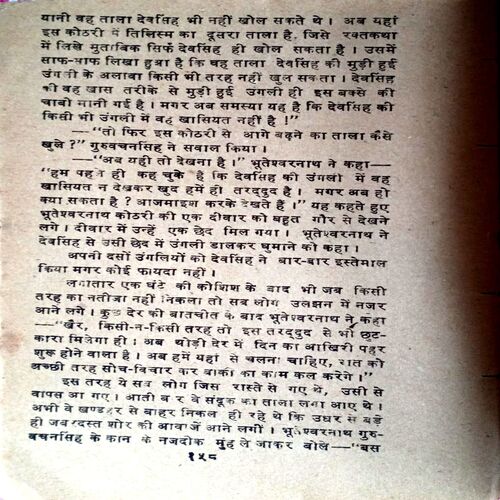 यानी वह ताला देवसिंह भी नहीं खोल सकते थे । अब यहां
इस कोठरी में तिलिस्म का दूसरा ताला है, जिसे रक्तकथा
में लिखे मुताबिक सिर्फ देवसिंह ही खोल सकता है । उसमें
साफ-साफ लिखा हुआ है कि वह ताला देवसिंह की मुड़ी हुई
उंगली के अलावा किसी भी तरह नहीं खुल सकता । देवसिंह
की वह खास तरीके से मुड़ी हुई उंगली ही इस बक्से की
चाबी मानी गई है । मगर अब समस्या यह है कि देवसिंह की
किसी भी उंगली में वह खासियत नहीं है !"
—"तो फिर इस कोठरी से आगे बढ़ने का ताला कैसे
खुले ?" गुरुवचनसिंह ने सवाल किया ।
—"अब यही तो देखना है ।" भूतेश्वरनाथ ने कहा—
"हम पहले ही कह चुके हैं कि देवसिंह की उंगली में वह
खासियत न देखकर खुद हमें ही तरद्दुद है । मगर अब हो
क्या सकता है ? आजमाइश करके देखते हैं ।" यह कहते हुए
भूतेश्वरनाथ कोठरी की एक दीवार को बहुत गौर से देखने
लगे । दीवार में उन्हें एक छेद मिल गया । भूतेश्वरनाथ ने
देवसिंह से उसी छेद में उंगली डालकर घुमाने को कहा ।
अपनी दसों उंगलियों को देवसिंह ने बार-बार इस्तेमाल
किया मगर कोई फायदा नहीं ।
लगातार एक घंटे की कोशिश के बाद भी जब किसी
तरह का नतीजा नहीं निकला तो सब लोग उलझन में नजर
आने लगे । कुछ देर की बातचीत के बाद भूतेश्वरनाथ ने कहा
—"खैर, किसी-न-किसी तरह तो इस तरद्दुद से भी छुट-
कारा मिलेगा ही ; अब थोड़ी देर में दिन का आखिरी पहर
शुरू होने वाला है । अब हमें यहां से चलना चाहिए, रात को
अच्छी तरह सोच-विचार कर बाकी का काम कल करेंगे ।"
इस तरह ये सब लोग जिस रास्ते से गए थे, उसी से
वापस आ गए । आती बार वे संदूक का ताला लगा आए थे ।
अभी वे खण्डहर से बाहर निकल ही रहे थे कि उधर से बड़े
ही जबरदस्त शोर की आवाजें आने लगीं । भूतेश्वरनाथ गुरु-
वचनसिंह के कान के नजदीक मुंह ले जाकर बोले—"बस
१५८